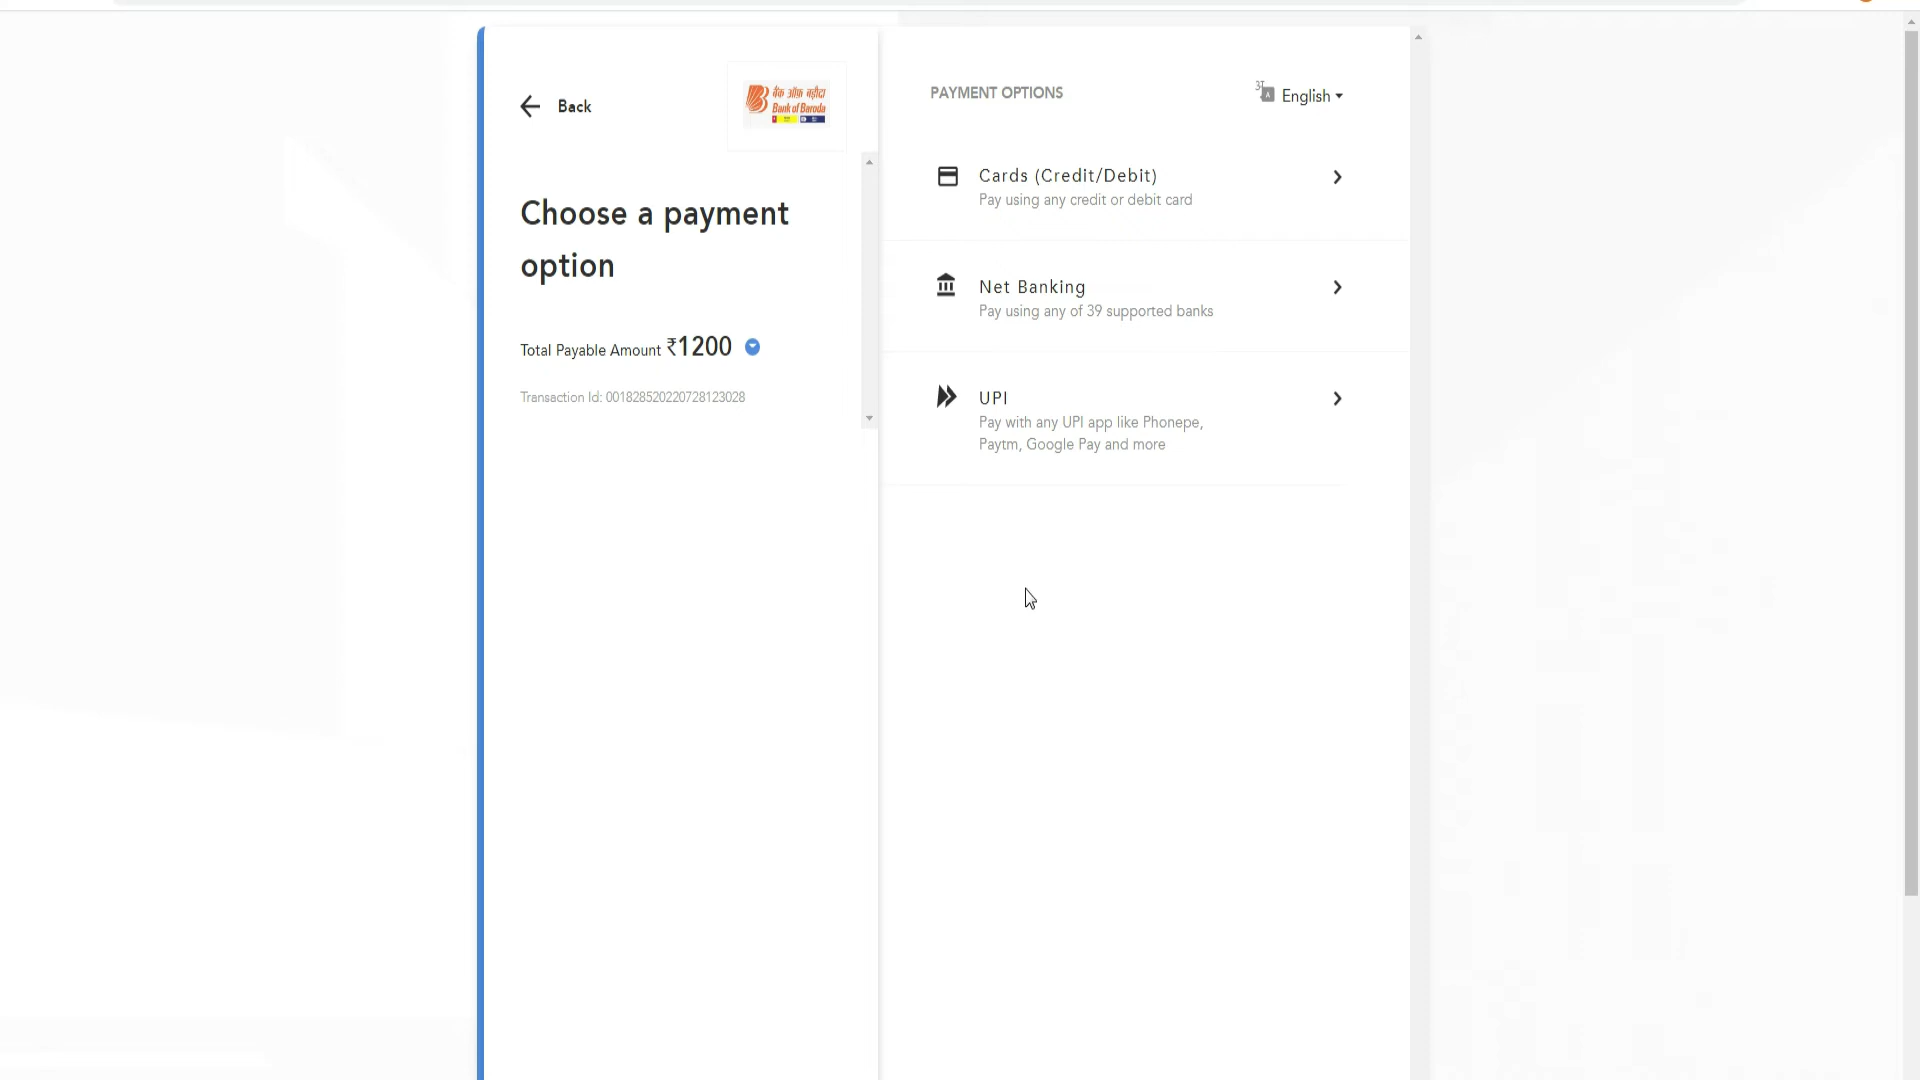 Back
बैंक ऑफ़ बड़ौदा
Bank of Baroda
Choose a payment
option
Total Payable Amount ₹1200
Transaction Id: 001828520220728123028
PAYMENT OPTIONS
English
Cards (Credit/Debit)
Pay using any credit or debit card
Net Banking
Pay using any of 39 supported banks
UPI
Pay with any UPI app like Phonepe,
Paytm, Google Pay and more